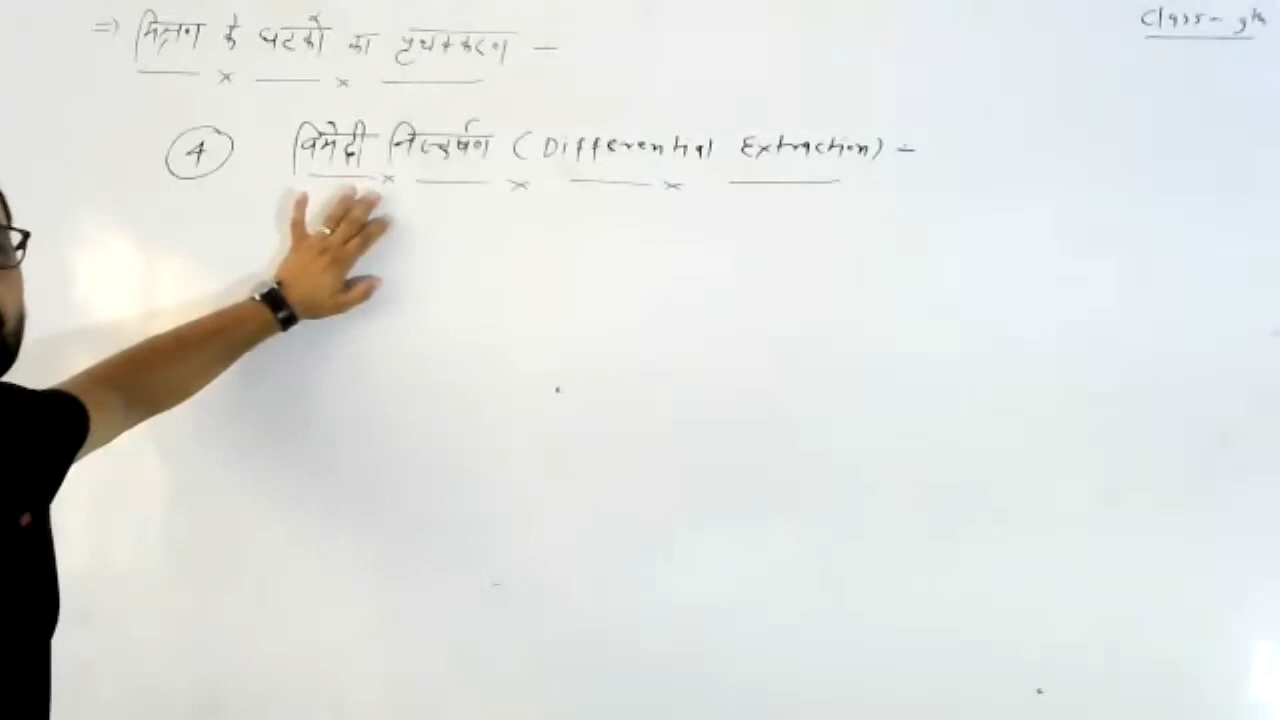 Class - 9th
⇒ मिश्रण के घटकों का पृथक्करण -
④ विभेदी निष्कर्षण (Differential Extraction) -